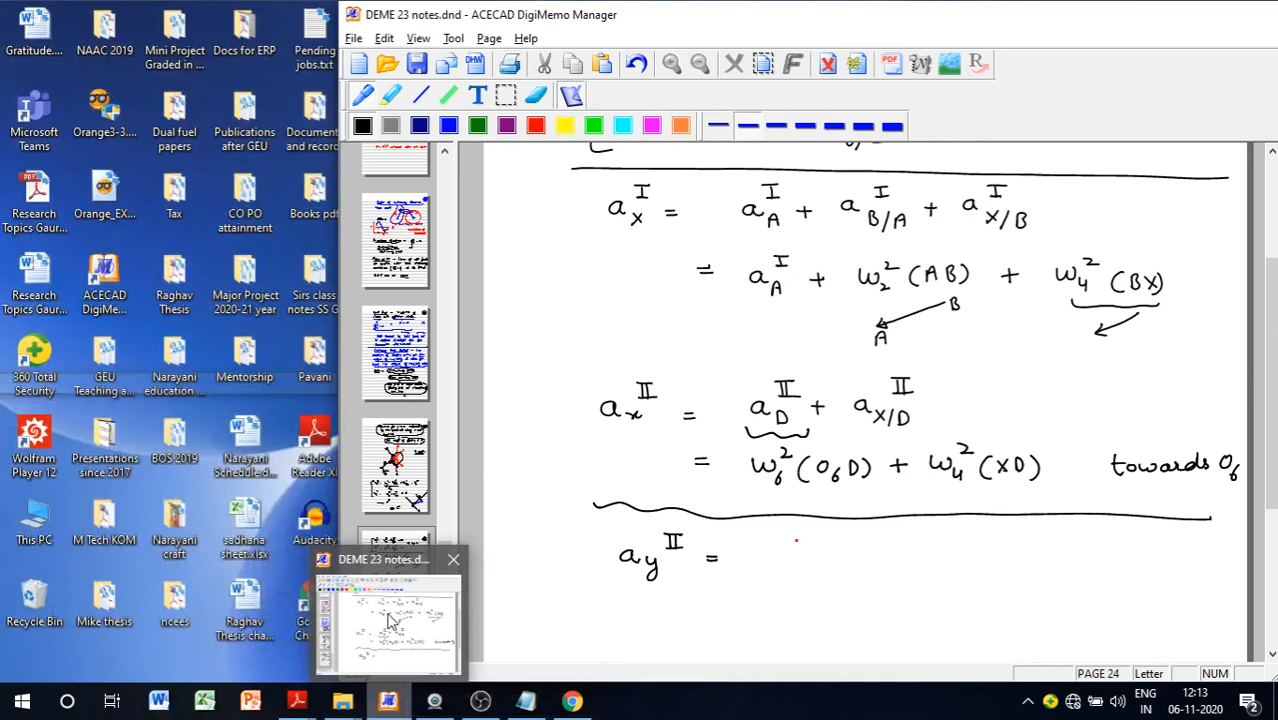 DEME 23 notes.dnd - ACECAD DigiMemo Manager
File Edit View Tool Page Help
Gratitude....
NAAC 2019
Mini Project Graded in ...
Docs for ERP
Pending jobs.txt
Microsoft Teams
Orange3-3....
Dual fuel papers
Publications after GEU
Document and record
Research Topics Gaur...
Orange_EX...
Tax
CO PO attainment
Books pdf
Research Topics Gaur...
ACECAD DigiMe...
Raghav Thesis
Major Project 2020-21 year
Sirs class notes SS G
360 Total Security
GEU Teaching a...
Narayani education ...
Mentorship
Pavani
Wolfram Player 12
Presentations since 2017
BOS 2019
Narayani Schedule.d...
Adobe Reader XI
This PC
M Tech KOM
Narayani craft
sadhana sheet.xlsx
Audacity
Recycle Bin
Mike thesis
ncees
Raghav Thesis cha...
a_x^I = a_A^I + a_{B/A}^I + a_{X/B}^I
= a_A^I + ω_2^2 (AB) + ω_4^2 (BX)
B
A
a_x^II = a_D^II + a_{X/D}^II
= ω_6^2 (O_6 D) + ω_4^2 (XD) towards O_6
a_y^II =
DEME 23 notes.d...
PAGE 24 Letter NUM
ENG IN
12:13
06-11-2020
2